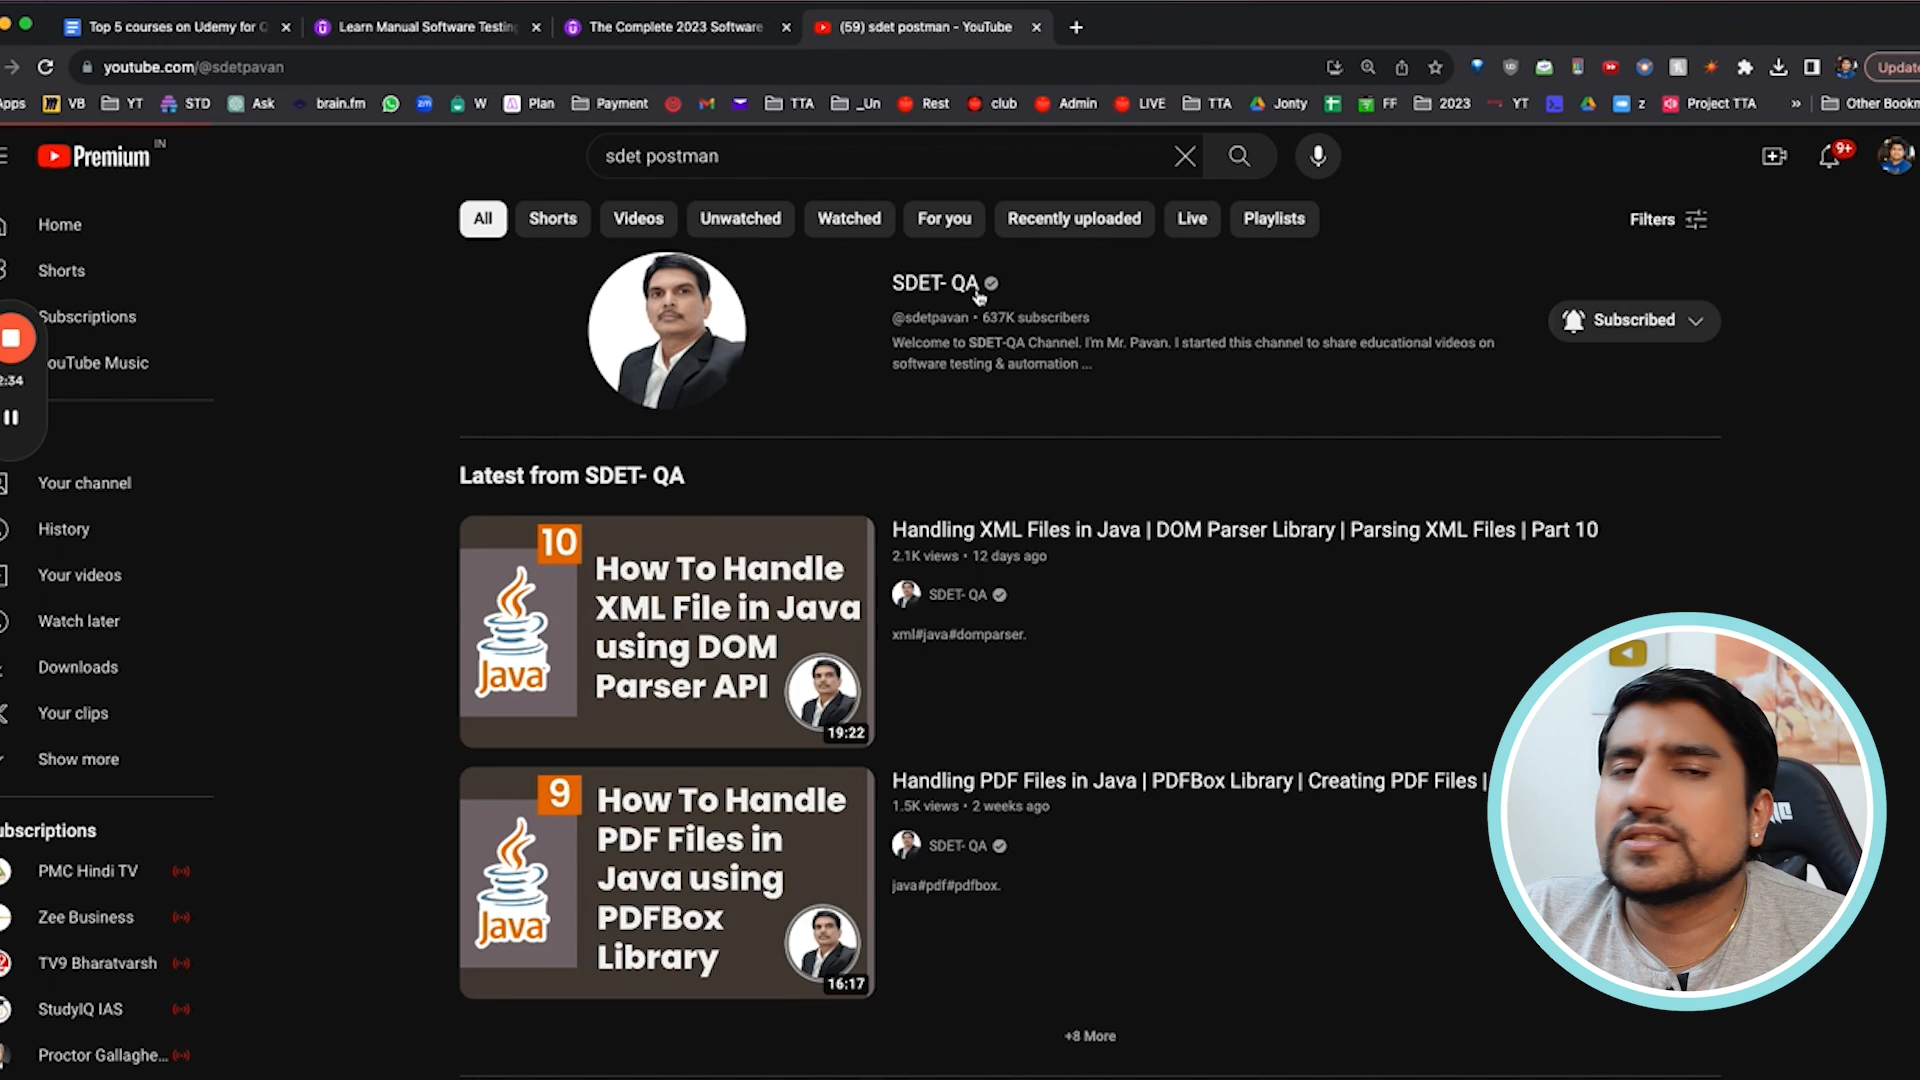 Top 5 courses on Udemy for Q
Learn Manual Software Testing
The Complete 2023 Software
(59) sdet postman - YouTube
youtube.com/@sdetpavan
Update
Apps
VB
YT
STD
Ask
brain.fm
W
Plan
Payment
TTA
_Un
Rest
club
Admin
LIVE
TTA
Jonty
FF
2023
YT
z
Project TTA
»
Other Bookm
Premium
IN
sdet postman
9+
All
Shorts
Videos
Unwatched
Watched
For you
Recently uploaded
Live
Playlists
Filters
Home
Shorts
Subscriptions
YouTube Music
2:34
Your channel
History
Your videos
Watch later
Downloads
Your clips
Show more
ubscriptions
PMC Hindi TV
Zee Business
TV9 Bharatvarsh
StudyIQ IAS
Proctor Gallaghe...
SDET- QA
@sdetpavan • 637K subscribers
Welcome to SDET-QA Channel. I'm Mr. Pavan. I started this channel to share educational videos on
software testing & automation ...
Subscribed
Latest from SDET- QA
10
How To Handle
XML File in Java
using DOM
Parser API
Java
19:22
Handling XML Files in Java | DOM Parser Library | Parsing XML Files | Part 10
2.1K views • 12 days ago
SDET- QA
xml#java#domparser.
9
How To Handle
PDF Files in
Java using
PDFBox
Library
Java
16:17
Handling PDF Files in Java | PDFBox Library | Creating PDF Files |
1.5K views • 2 weeks ago
SDET- QA
java#pdf#pdfbox.
+8 More